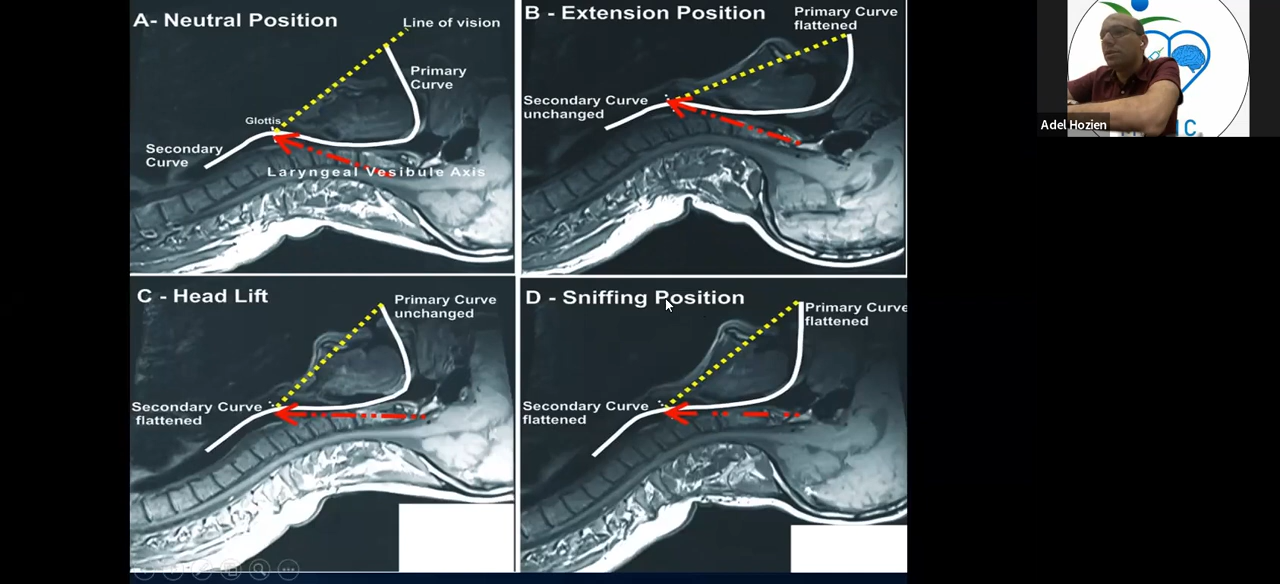 A- Neutral Position
Line of vision
Primary
Curve
Glottis
Secondary
Curve
Laryngeal Vesibule Axis
B - Extension Position
Primary Curve
flattened
Secondary Curve
unchanged
C - Head Lift
Primary Curve
unchanged
Secondary Curve
flattened
D - Sniffing Position
Primary Curve
flattened
Secondary Curve
flattened
Adel Hozien